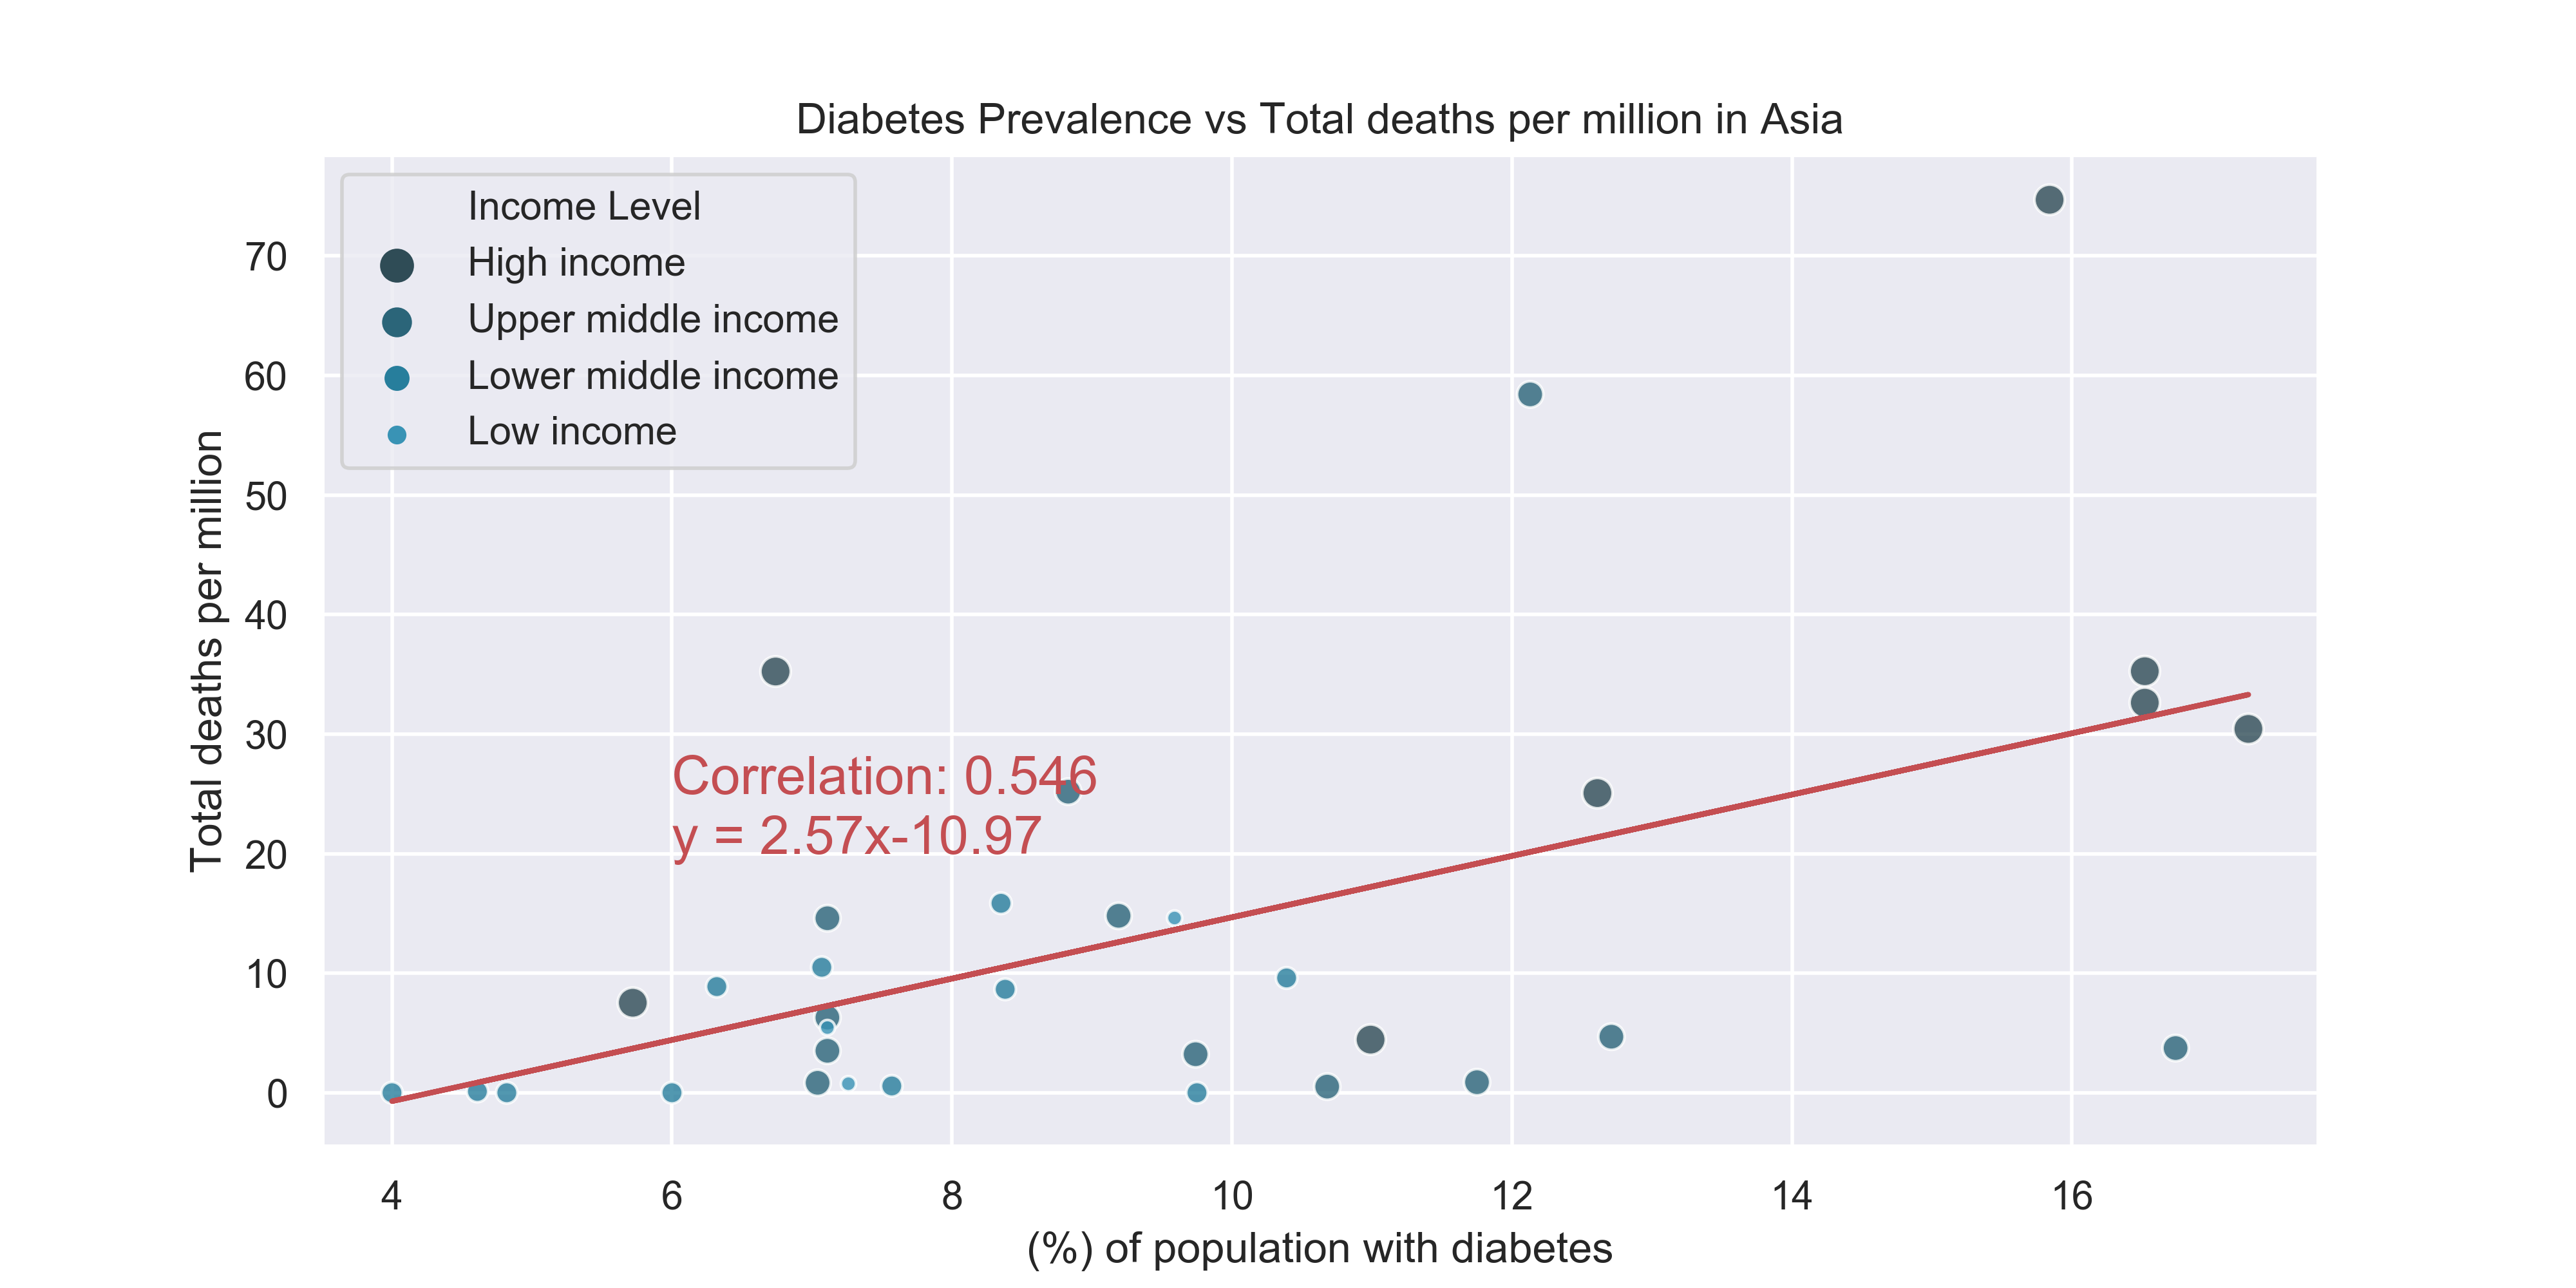 Diabetes Prevalence vs Total deaths per million in Asia
Income Level
High income
Upper middle income
Lower middle income
Low income
Total deaths per million
70
60
50
40
30
20
10
0
Correlation: 0.546
y = 2.57x-10.97
4 6 8 10 12 14 16
(%) of population with diabetes